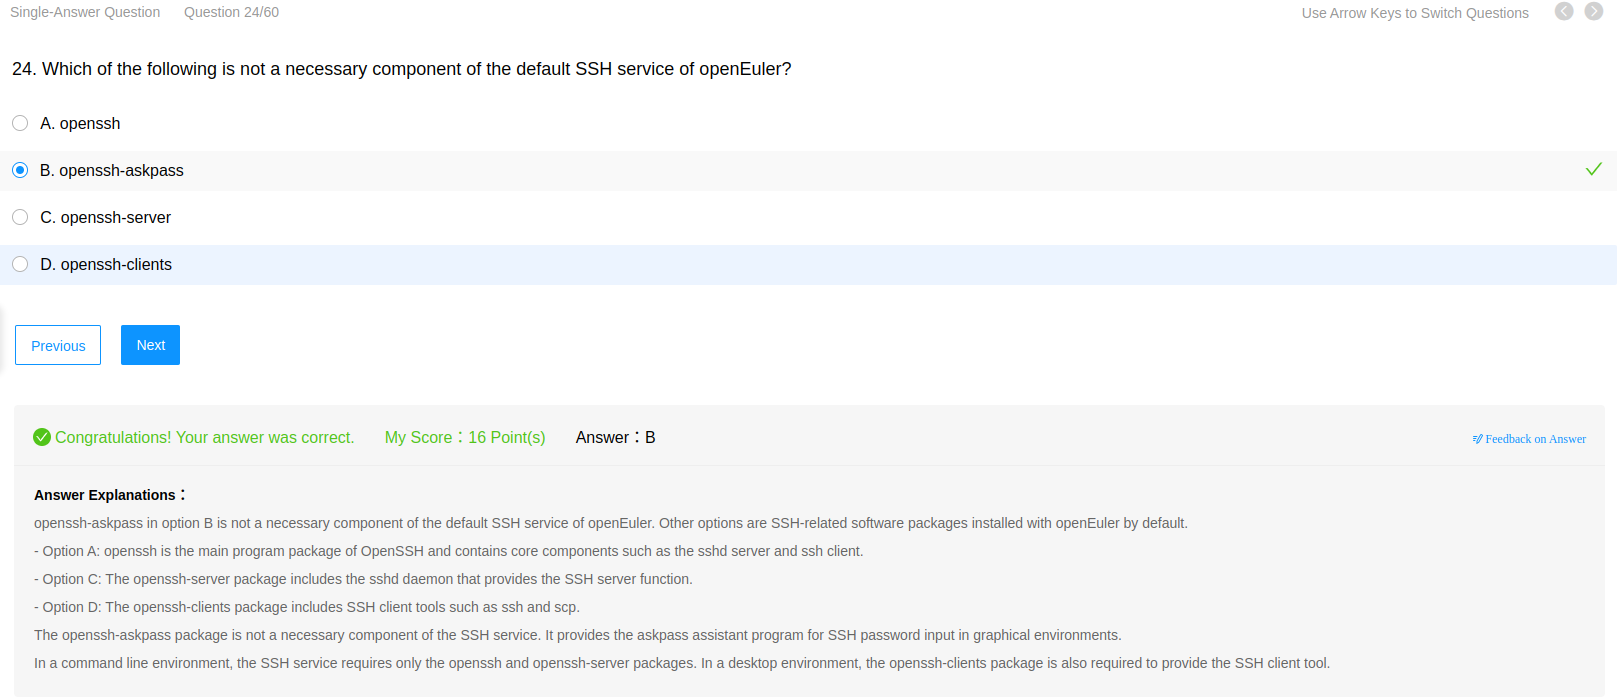 Single-Answer Question Question 24/60 Use Arrow Keys to Switch Questions
24. Which of the following is not a necessary component of the default SSH service of openEuler?
A. openssh
B. openssh-askpass
C. openssh-server
D. openssh-clients
Previous Next
Congratulations! Your answer was correct. My Score：16 Point(s) Answer：B Feedback on Answer
Answer Explanations：
openssh-askpass in option B is not a necessary component of the default SSH service of openEuler. Other options are SSH-related software packages installed with openEuler by default.
- Option A: openssh is the main program package of OpenSSH and contains core components such as the sshd server and ssh client.
- Option C: The openssh-server package includes the sshd daemon that provides the SSH server function.
- Option D: The openssh-clients package includes SSH client tools such as ssh and scp.
The openssh-askpass package is not a necessary component of the SSH service. It provides the askpass assistant program for SSH password input in graphical environments.
In a command line environment, the SSH service requires only the openssh and openssh-server packages. In a desktop environment, the openssh-clients package is also required to provide the SSH client tool.